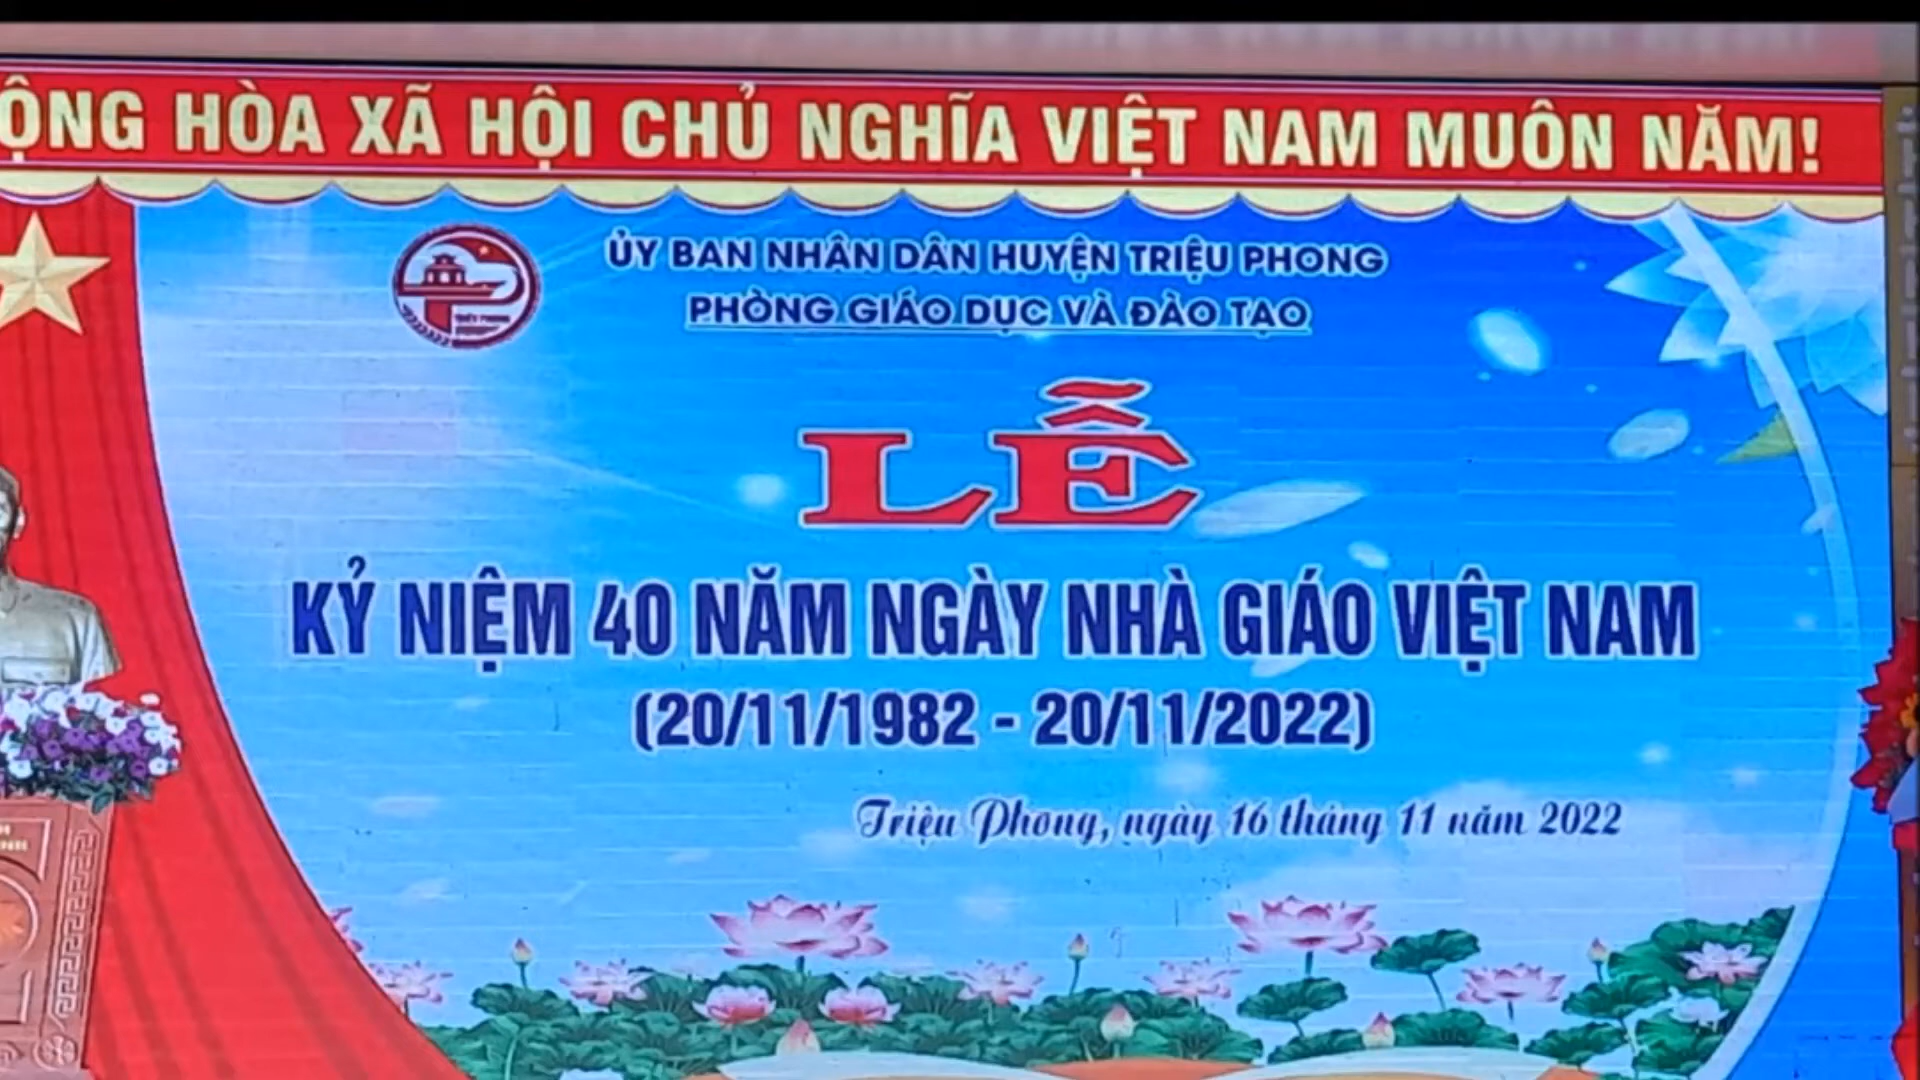 ỘNG HÒA XÃ HỘI CHỦ NGHĨA VIỆT NAM MUÔN NĂM!
ỦY BAN NHÂN DÂN HUYỆN TRIỆU PHONG
PHÒNG GIÁO DỤC VÀ ĐÀO TẠO
LỄ
KỶ NIỆM 40 NĂM NGÀY NHÀ GIÁO VIỆT NAM
(20/11/1982 - 20/11/2022)
Triệu Phong, ngày 16 tháng 11 năm 2022